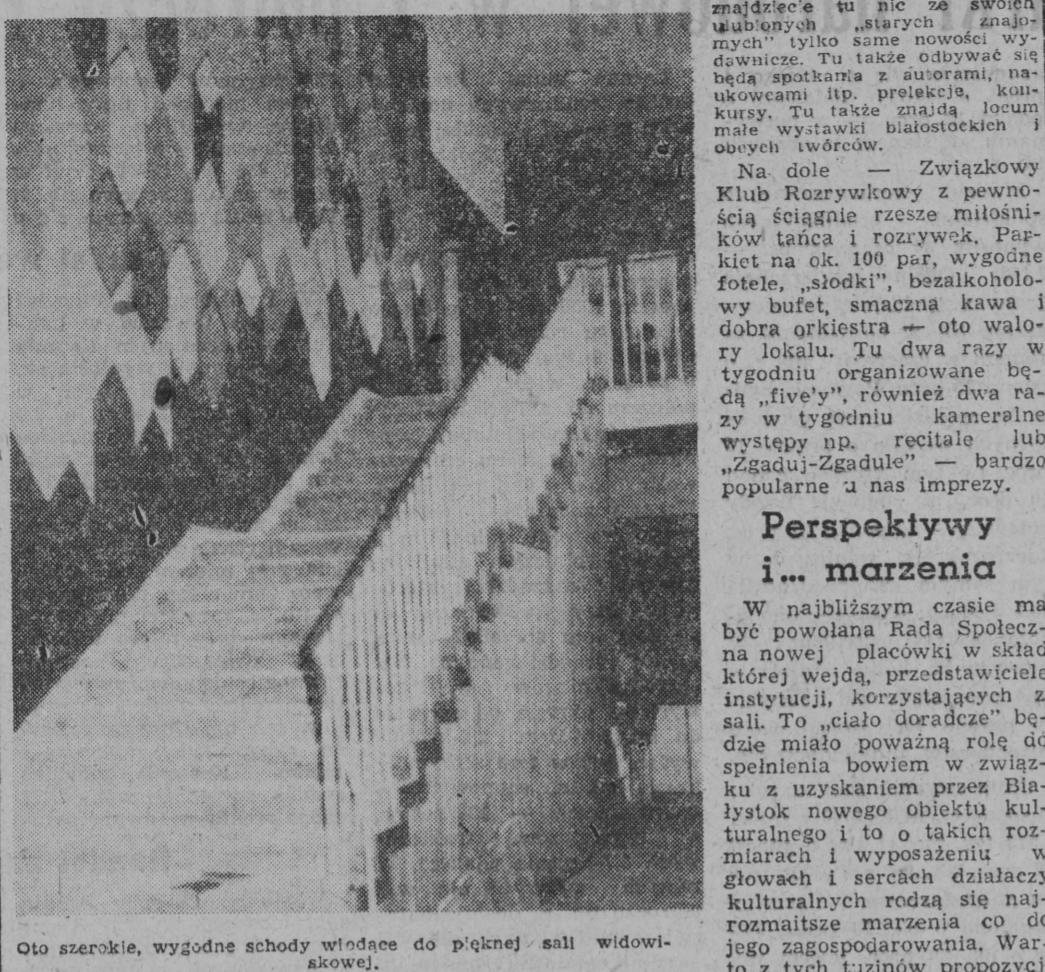 znajdziecie tu nic ze swoich
ulubionych „starych znajo-
mych” tylko same nowości wy-
dawnicze. Tu także odbywać się
będą spotkania z autorami, na-
ukowcami itp. prelekcje, kon-
kursy. Tu także znajdą locum
małe wystawki białostockich i
obcych twórców.
Na dole — Związkowy
Klub Rozrywkowy z pewno-
ścią ściągnie rzesze miłośni-
ków tańca i rozrywek. Par-
kiet na ok. 100 par, wygodne
fotele, „słodki”, bezalkoholo-
wy bufet, smaczna kawa i
dobra orkiestra — oto walo-
ry lokalu. Tu dwa razy w
tygodniu organizowane bę-
dą „five'y”, również dwa ra-
zy w tygodniu kameralne
występy np. recitale lub
„Zgaduj-Zgadule” — bardzo
popularne u nas imprezy.
Perspektywy
i... marzenia
W najbliższym czasie ma
być powołana Rada Społecz-
na nowej placówki w skład
której wejdą, przedstawiciele
instytucji, korzystających z
sali. To „ciało doradcze” bę-
dzie miało poważną rolę do
spełnienia bowiem w związ-
ku z uzyskaniem przez Bia-
łystok nowego obiektu kul-
turalnego i to o takich roz-
miarach i wyposażeniu w
głowach i sercach działaczy
kulturalnych rodzą się naj-
rozmaitsze marzenia co do
jego zagospodarowania. War-
to z tych tuzinów propozycji
Oto szerokie, wygodne schody wiodące do pięknej sali widowi-
skowej.